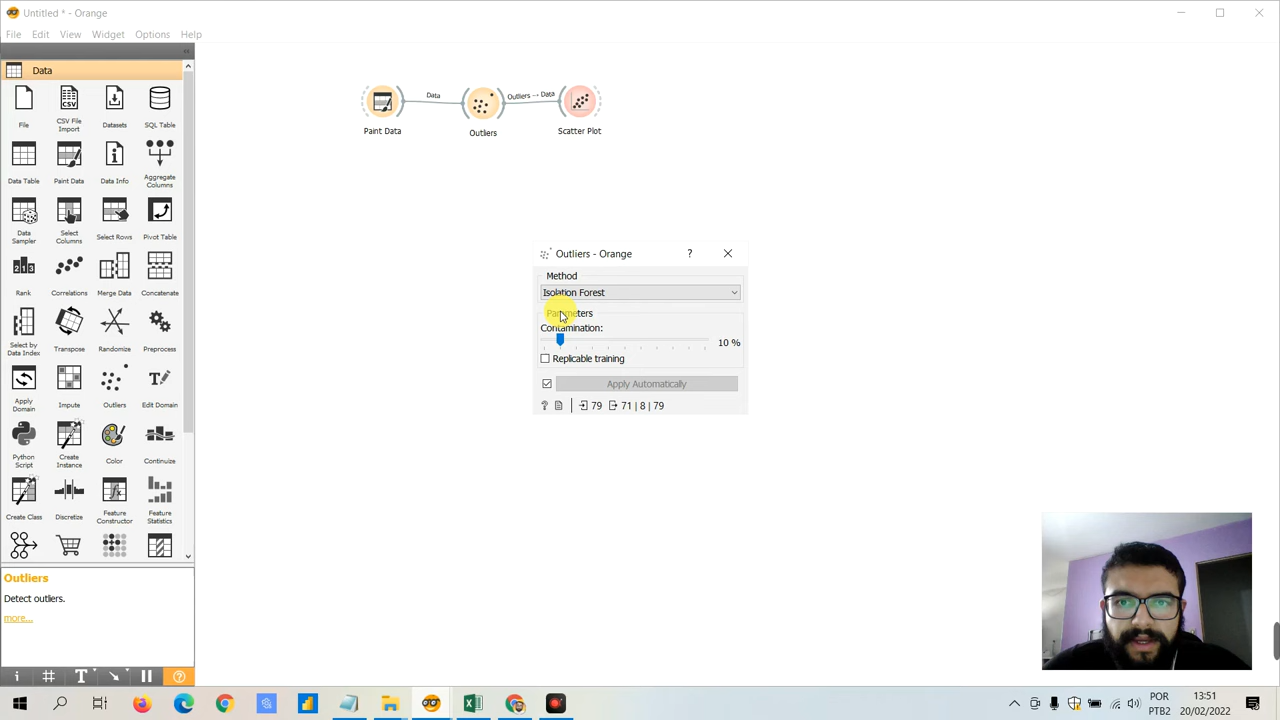 Untitled * - Orange
File Edit View Widget Options Help
Data
File
CSV File Import
Datasets
SQL Table
Data Table
Paint Data
Data Info
Aggregate Columns
Data Sampler
Select Columns
Select Rows
Pivot Table
Rank
Correlations
Merge Data
Concatenate
Select by Data Index
Transpose
Randomize
Preprocess
Apply Domain
Impute
Outliers
Edit Domain
Python Script
Create Instance
Color
Continuize
Create Class
Discretize
Feature Constructor
Feature Statistics
Outliers
Detect outliers.
more...
Data
Outliers → Data
Paint Data
Outliers
Scatter Plot
Outliers - Orange
Method
Isolation Forest
Parameters
Contamination:
10 %
Replicable training
Apply Automatically
79 71 | 8 | 79
POR
PTB2
13:51
20/02/2022